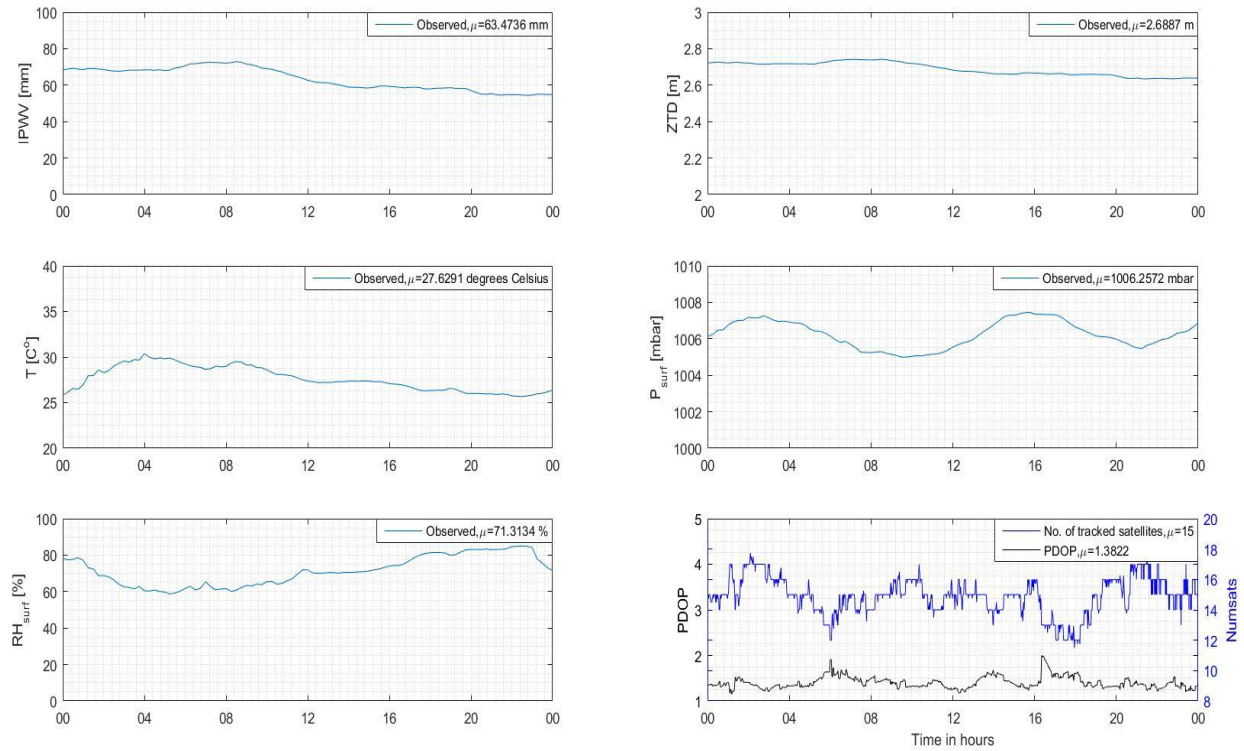 Observed,μ=63.4736 mm
IPWV [mm]
100
80
60
40
20
0
00 04 08 12 16 20 00
Observed,μ=2.6887 m
ZTD [m]
3
2.8
2.6
2.4
2.2
2
00 04 08 12 16 20 00
Observed,μ=27.6291 degrees Celsius
T [C°]
40
35
30
25
20
00 04 08 12 16 20 00
Observed,μ=1006.2572 mbar
P surf [mbar]
1010
1008
1006
1004
1002
1000
00 04 08 12 16 20 00
Observed,μ=71.3134 %
RH surf [%]
100
80
60
40
20
0
00 04 08 12 16 20 00
No. of tracked satellites,μ=15
PDOP,μ=1.3822
PDOP
5
4
3
2
1
Numsats
20
18
16
14
12
10
8
00 04 08 12 16 20 00
Time in hours